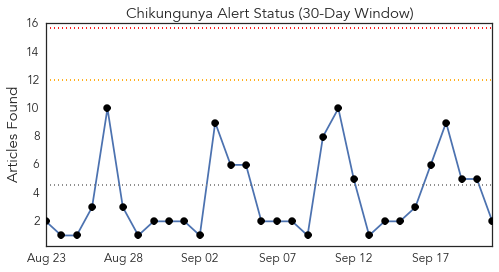 Chikungunya Alert Status (30-Day Window)
Articles Found
16
14
12
10
8
6
4
2
Aug 23 Aug 28 Sep 02 Sep 07 Sep 12 Sep 17